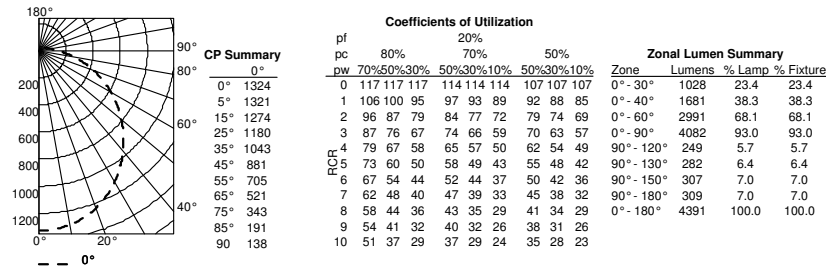 180°
90°
80°
60°
40°
200
400
600
800
1000
1200
0° 20°
0°
CP Summary
0°
0° 1324
5° 1321
15° 1274
25° 1180
35° 1043
45° 881
55° 705
65° 521
75° 343
85° 191
90 138
Coefficients of Utilization
pf 20%
pc 80% 70% 50%
pw 70%50%30% 50%30%10% 50%30%10%
RCR
0 117 117 117 114 114 114 107 107 107
1 106 100 95 97 93 89 92 88 85
2 96 87 79 84 77 72 79 74 69
3 87 76 67 74 66 59 70 63 57
4 79 67 58 65 57 50 62 54 49
5 73 60 50 58 49 43 55 48 42
6 67 54 44 52 44 37 50 42 36
7 62 48 40 47 39 33 45 38 32
8 58 44 36 43 35 29 41 34 29
9 54 41 32 40 32 26 38 31 26
10 51 37 29 37 29 24 35 28 23
Zonal Lumen Summary
Zone Lumens % Lamp % Fixture
0° - 30° 1028 23.4 23.4
0° - 40° 1681 38.3 38.3
0° - 60° 2991 68.1 68.1
0° - 90° 4082 93.0 93.0
90° - 120° 249 5.7 5.7
90° - 130° 282 6.4 6.4
90° - 150° 307 7.0 7.0
90° - 180° 309 7.0 7.0
0° - 180° 4391 100.0 100.0